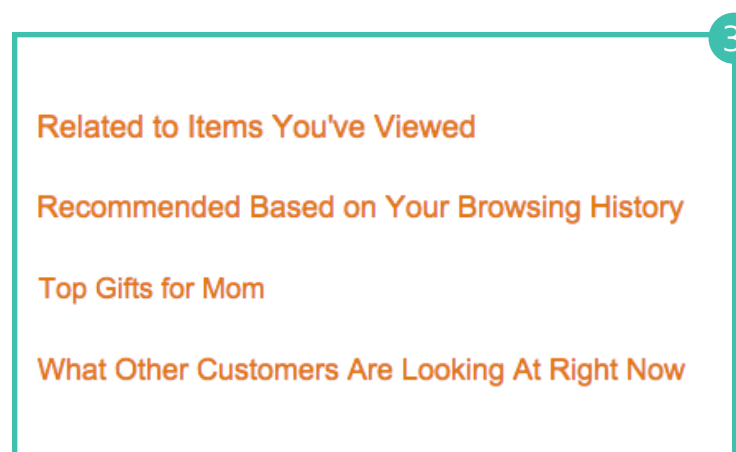 3
Related to Items You've Viewed
Recommended Based on Your Browsing History
Top Gifts for Mom
What Other Customers Are Looking At Right Now